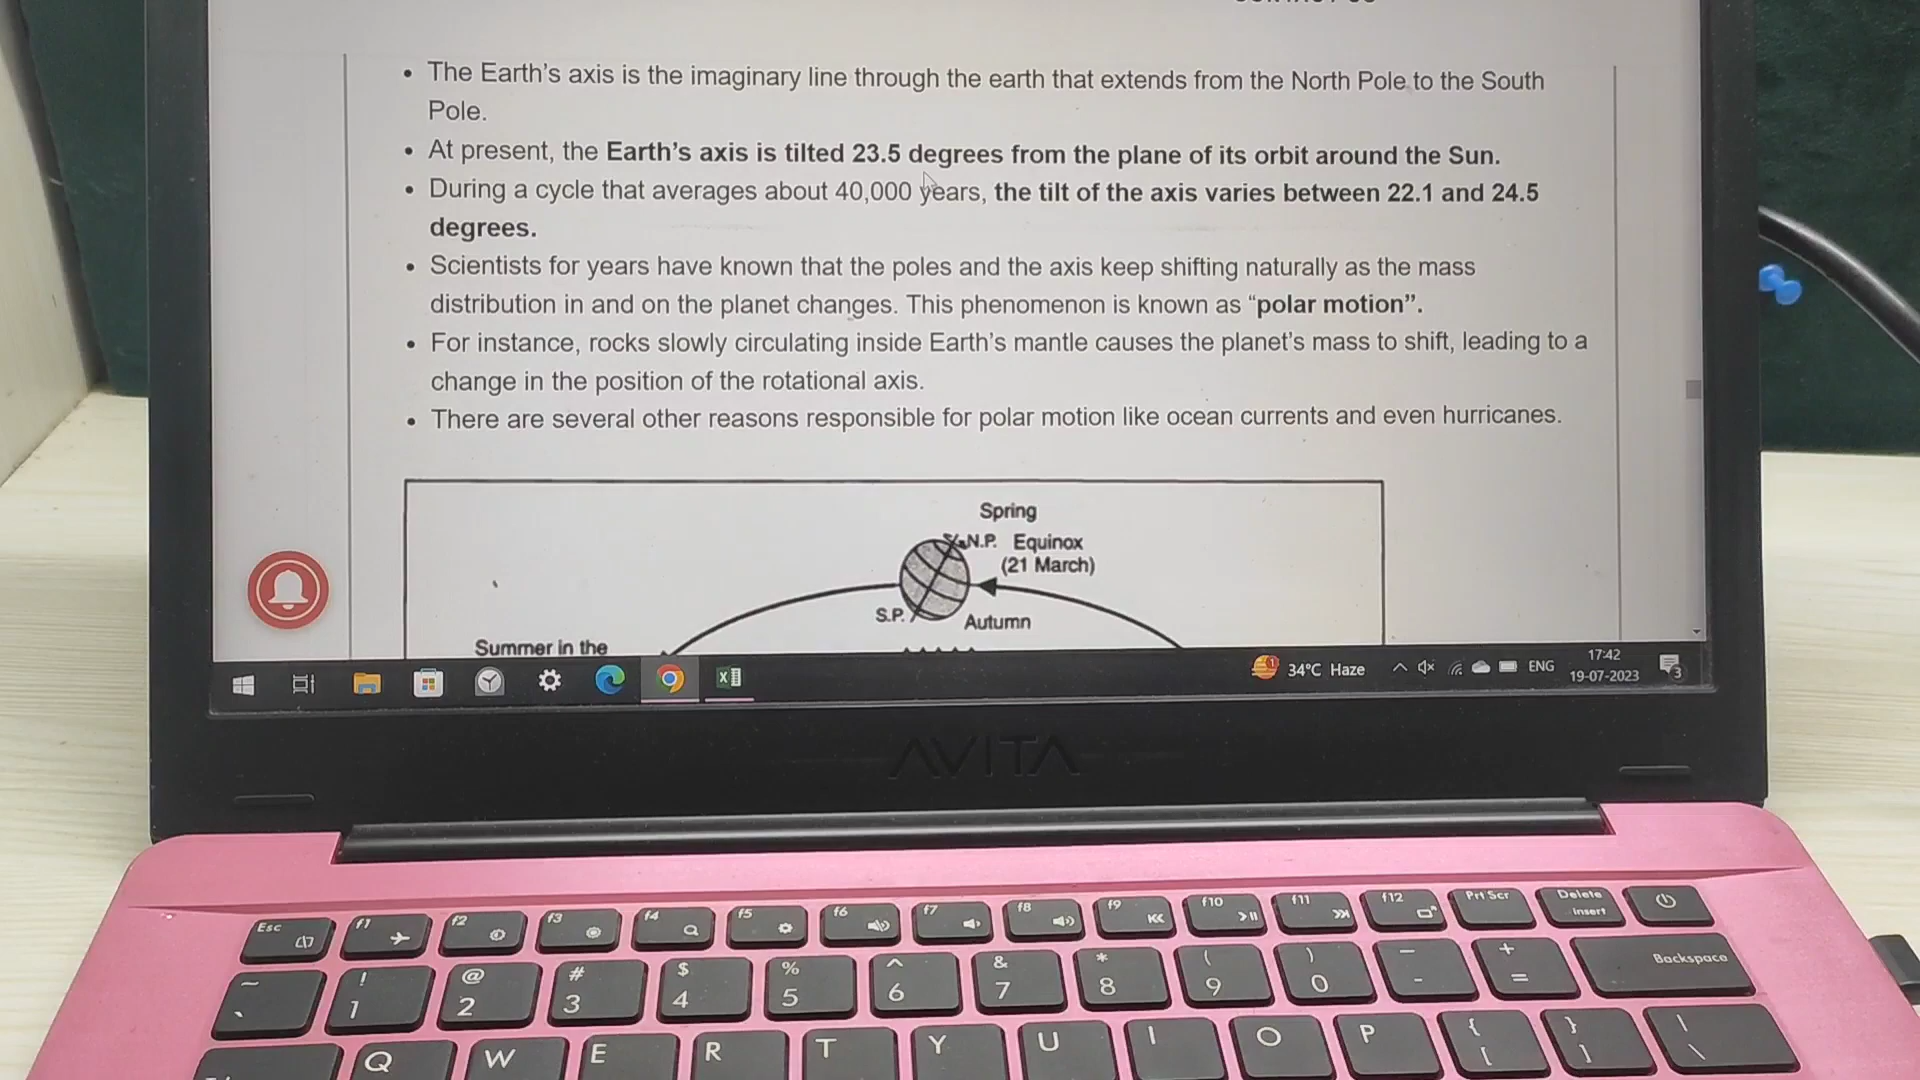 • The Earth's axis is the imaginary line through the earth that extends from the North Pole to the South
Pole.
• At present, the Earth's axis is tilted 23.5 degrees from the plane of its orbit around the Sun.
• During a cycle that averages about 40,000 years, the tilt of the axis varies between 22.1 and 24.5
degrees.
• Scientists for years have known that the poles and the axis keep shifting naturally as the mass
distribution in and on the planet changes. This phenomenon is known as “polar motion”.
• For instance, rocks slowly circulating inside Earth's mantle causes the planet's mass to shift, leading to a
change in the position of the rotational axis.
• There are several other reasons responsible for polar motion like ocean currents and even hurricanes.
Spring
N.P. Equinox
(21 March)
S.P.
Autumn
Summer in the
1 34°C Haze ENG 17:42
19-07-2023 3
AVITA
Esc f1 f2 f3 f4 f5 f6 f7 f8 f9 f10 f11 f12 Prt Scr Delete
Insert
~ ! @ # $ % ^ & * ( ) _ +
` 1 2 3 4 5 6 7 8 9 0 - = Backspace
Q W E R T Y U I O P { } |
[ ] \